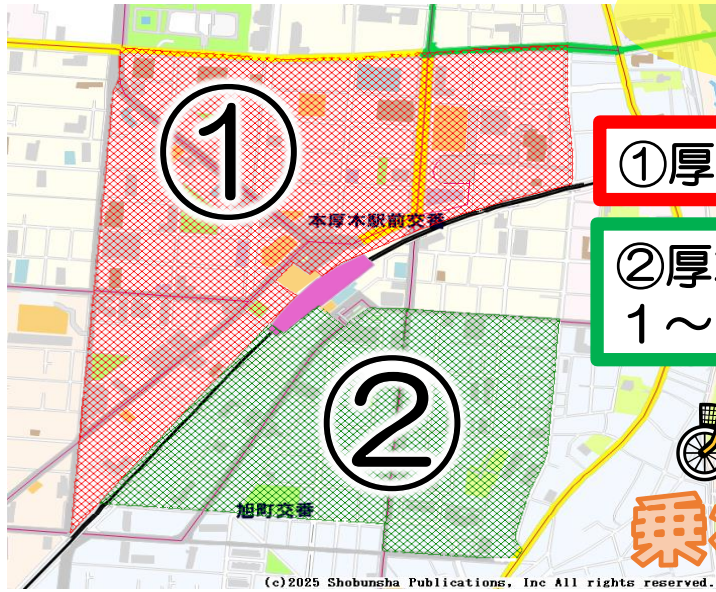 ①
①厚
本厚木駅前交番
②厚
1～
②
旭町交番
乗
(c)2025 Shobunsha Publications, Inc All rights reserved.